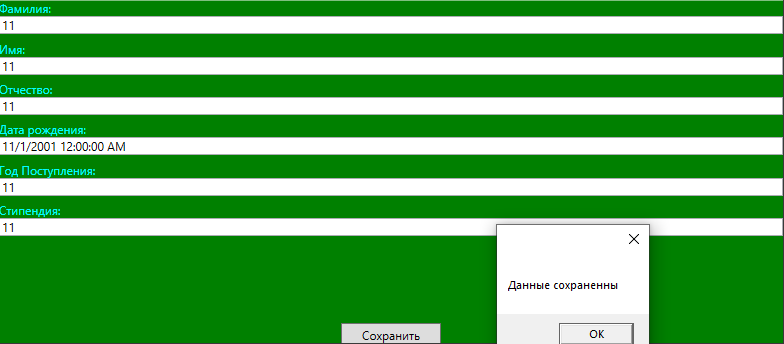 Фамилия:
11
Имя:
11
Отчество:
11
Дата рождения:
11/1/2001 12:00:00 AM
Год Поступления:
11
Стипендия:
11
Данные сохраненны
OK
Сохранить